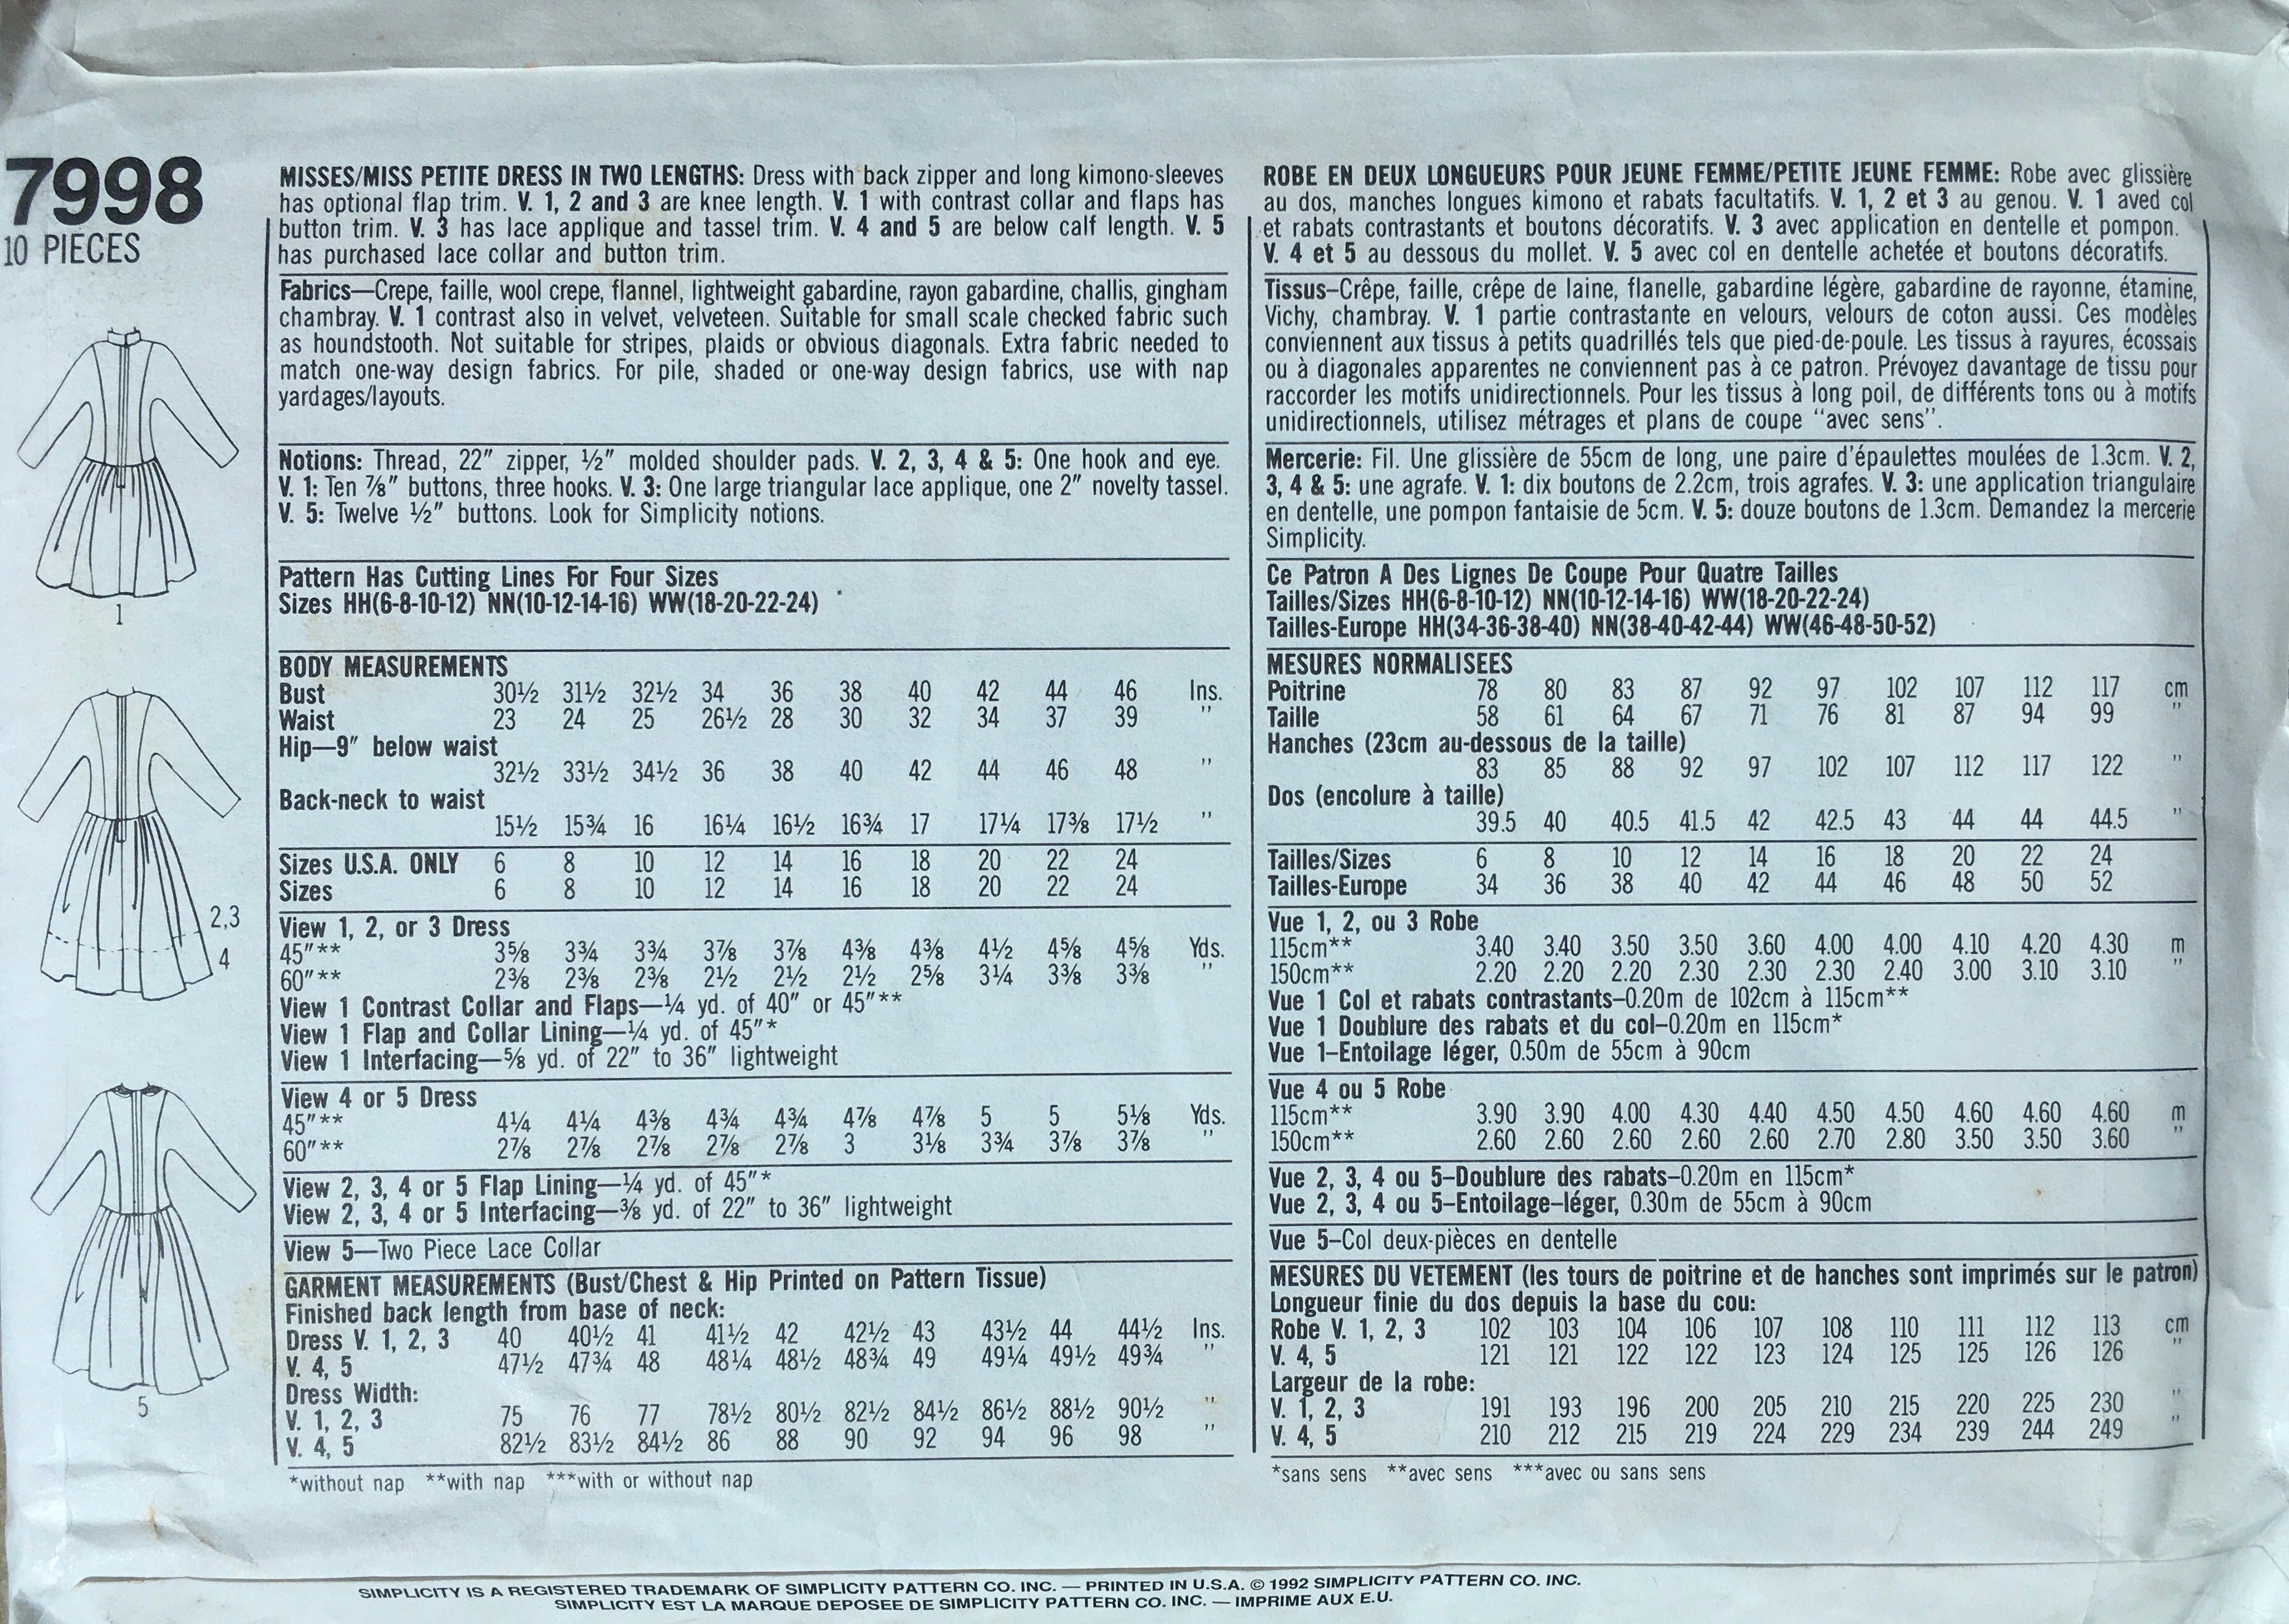 7998
10 PIECES
1
2,3
4
5
MISSES/MISS PETITE DRESS IN TWO LENGTHS: Dress with back zipper and long kimono-sleeves
has optional flap trim. V. 1, 2 and 3 are knee length. V. 1 with contrast collar and flaps has
button trim. V. 3 has lace applique and tassel trim. V. 4 and 5 are below calf length. V. 5
has purchased lace collar and button trim.
Fabrics—Crepe, faille, wool crepe, flannel, lightweight gabardine, rayon gabardine, challis, gingham
chambray. V. 1 contrast also in velvet, velveteen. Suitable for small scale checked fabric such
as houndstooth. Not suitable for stripes, plaids or obvious diagonals. Extra fabric needed to
match one-way design fabrics. For pile, shaded or one-way design fabrics, use with nap
yardages/layouts.
Notions: Thread, 22" zipper, ½" molded shoulder pads. V. 2, 3, 4 & 5: One hook and eye.
V. 1: Ten ⅞" buttons, three hooks. V. 3: One large triangular lace applique, one 2" novelty tassel.
V. 5: Twelve ½" buttons. Look for Simplicity notions.
Pattern Has Cutting Lines For Four Sizes
Sizes HH(6-8-10-12) NN(10-12-14-16) WW(18-20-22-24)
BODY MEASUREMENTS
Bust 30½ 31½ 32½ 34 36 38 40 42 44 46 Ins.
Waist 23 24 25 26½ 28 30 32 34 37 39 "
Hip—9" below waist
32½ 33½ 34½ 36 38 40 42 44 46 48 "
Back-neck to waist
15½ 15¾ 16 16¼ 16½ 16¾ 17 17¼ 17⅜ 17½ "
Sizes U.S.A. ONLY 6 8 10 12 14 16 18 20 22 24
Sizes 6 8 10 12 14 16 18 20 22 24
View 1, 2, or 3 Dress
45"** 3⅝ 3¾ 3¾ 3⅞ 3⅞ 4⅜ 4⅜ 4½ 4⅝ 4⅝ Yds.
60"** 2⅜ 2⅜ 2⅜ 2½ 2½ 2½ 2⅝ 3¼ 3⅜ 3⅜ "
View 1 Contrast Collar and Flaps—¼ yd. of 40" or 45"**
View 1 Flap and Collar Lining—¼ yd. of 45"*
View 1 Interfacing—⅝ yd. of 22" to 36" lightweight
View 4 or 5 Dress
45"** 4¼ 4¼ 4⅜ 4¾ 4¾ 4⅞ 4⅞ 5 5 5⅛ Yds.
60"** 2⅞ 2⅞ 2⅞ 2⅞ 2⅞ 3 3⅛ 3¾ 3⅞ 3⅞ "
View 2, 3, 4 or 5 Flap Lining—¼ yd. of 45"*
View 2, 3, 4 or 5 Interfacing—⅜ yd. of 22" to 36" lightweight
View 5—Two Piece Lace Collar
GARMENT MEASUREMENTS (Bust/Chest & Hip Printed on Pattern Tissue)
Finished back length from base of neck:
Dress V. 1, 2, 3 40 40½ 41 41½ 42 42½ 43 43½ 44 44½ Ins.
V. 4, 5 47½ 47¾ 48 48¼ 48½ 48¾ 49 49¼ 49½ 49¾ "
Dress Width:
V. 1, 2, 3 75 76 77 78½ 80½ 82½ 84½ 86½ 88½ 90½ "
V. 4, 5 82½ 83½ 84½ 86 88 90 92 94 96 98 "
*without nap **with nap ***with or without nap
ROBE EN DEUX LONGUEURS POUR JEUNE FEMME/PETITE JEUNE FEMME: Robe avec glissière
au dos, manches longues kimono et rabats facultatifs. V. 1, 2 et 3 au genou. V. 1 aved col
et rabats contrastants et boutons décoratifs. V. 3 avec application en dentelle et pompon.
V. 4 et 5 au dessous du mollet. V. 5 avec col en dentelle achetée et boutons décoratifs.
Tissus–Crêpe, faille, crêpe de laine, flanelle, gabardine légère, gabardine de rayonne, étamine,
Vichy, chambray. V. 1 partie contrastante en velours, velours de coton aussi. Ces modèles
conviennent aux tissus à petits quadrillés tels que pied-de-poule. Les tissus à rayures, écossais
ou à diagonales apparentes ne conviennent pas à ce patron. Prévoyez davantage de tissu pour
raccorder les motifs unidirectionnels. Pour les tissus à long poil, de différents tons ou à motifs
unidirectionnels, utilisez métrages et plans de coupe "avec sens".
Mercerie: Fil. Une glissière de 55cm de long, une paire d'épaulettes moulées de 1.3cm. V. 2,
3, 4 & 5: une agrafe. V. 1: dix boutons de 2.2cm, trois agrafes. V. 3: une application triangulaire
en dentelle, une pompon fantaisie de 5cm. V. 5: douze boutons de 1.3cm. Demandez la mercerie
Simplicity.
Ce Patron A Des Lignes De Coupe Pour Quatre Tailles
Tailles/Sizes HH(6-8-10-12) NN(10-12-14-16) WW(18-20-22-24)
Tailles-Europe HH(34-36-38-40) NN(38-40-42-44) WW(46-48-50-52)
MESURES NORMALISEES
Poitrine 78 80 83 87 92 97 102 107 112 117 cm
Taille 58 61 64 67 71 76 81 87 94 99 "
Hanches (23cm au-dessous de la taille)
83 85 88 92 97 102 107 112 117 122 "
Dos (encolure à taille)
39.5 40 40.5 41.5 42 42.5 43 44 44 44.5 "
Tailles/Sizes 6 8 10 12 14 16 18 20 22 24
Tailles-Europe 34 36 38 40 42 44 46 48 50 52
Vue 1, 2, ou 3 Robe
115cm** 3.40 3.40 3.50 3.50 3.60 4.00 4.00 4.10 4.20 4.30 m
150cm** 2.20 2.20 2.20 2.30 2.30 2.30 2.40 3.00 3.10 3.10 "
Vue 1 Col et rabats contrastants–0.20m de 102cm à 115cm**
Vue 1 Doublure des rabats et du col–0.20m en 115cm*
Vue 1–Entoilage léger, 0.50m de 55cm à 90cm
Vue 4 ou 5 Robe
115cm** 3.90 3.90 4.00 4.30 4.40 4.50 4.50 4.60 4.60 4.60 m
150cm** 2.60 2.60 2.60 2.60 2.60 2.70 2.80 3.50 3.50 3.60 "
Vue 2, 3, 4 ou 5–Doublure des rabats–0.20m en 115cm*
Vue 2, 3, 4 ou 5–Entoilage–léger, 0.30m de 55cm à 90cm
Vue 5–Col deux-pièces en dentelle
MESURES DU VETEMENT (les tours de poitrine et de hanches sont imprimés sur le patron)
Longueur finie du dos depuis la base du cou:
Robe V. 1, 2, 3 102 103 104 106 107 108 110 111 112 113 cm
V. 4, 5 121 121 122 122 123 124 125 125 126 126 "
Largeur de la robe:
V. 1, 2, 3 191 193 196 200 205 210 215 220 225 230 "
V. 4, 5 210 212 215 219 224 229 234 239 244 249 "
*sans sens **avec sens ***avec ou sans sens
SIMPLICITY IS A REGISTERED TRADEMARK OF SIMPLICITY PATTERN CO. INC. — PRINTED IN U.S.A. © 1992 SIMPLICITY PATTERN CO. INC.
SIMPLICITY EST LA MARQUE DEPOSEE DE SIMPLICITY PATTERN CO. INC. — IMPRIME AUX E.U.